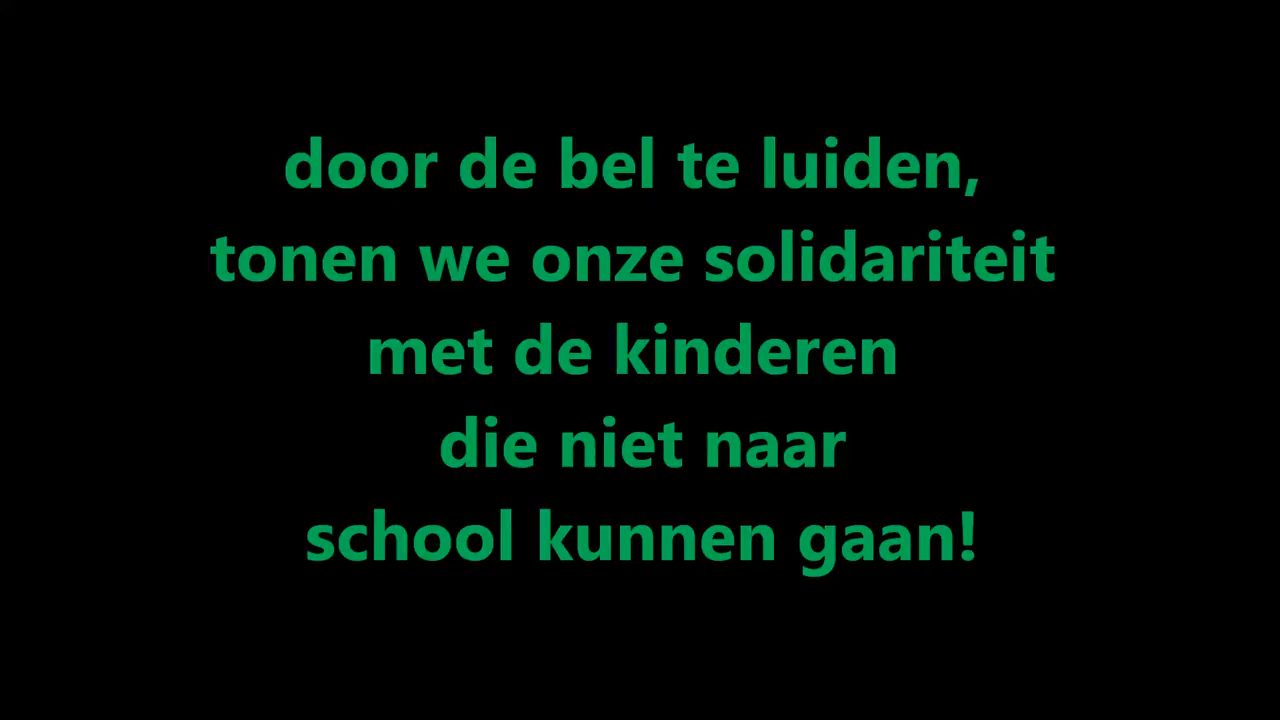 door de bel te luiden,
tonen we onze solidariteit
met de kinderen
die niet naar
school kunnen gaan!